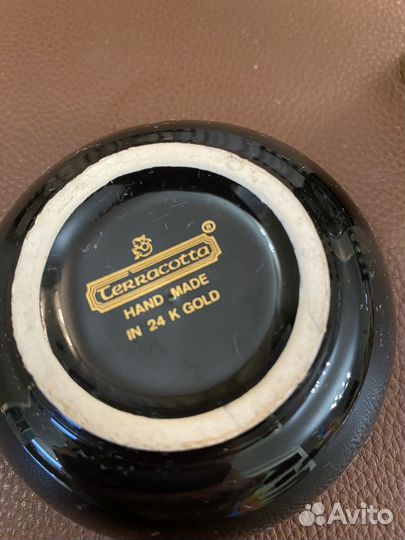 Terracotta ®
HAND MADE
IN 24 K GOLD
Avito